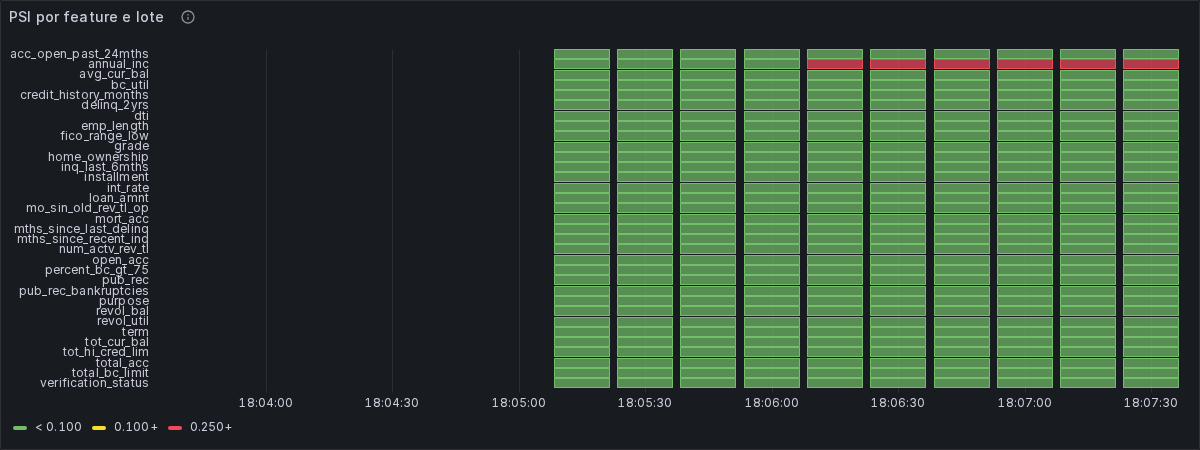 PSI por feature e lote
acc_open_past_24mths
annual_inc
avg_cur_bal
bc_util
credit_history_months
delinq_2yrs
dti
emp_length
fico_range_low
grade
home_ownership
inq_last_6mths
installment
int_rate
loan_amnt
mo_sin_old_rev_tl_op
mort_acc
mths_since_last_delinq
mths_since_recent_inq
num_actv_rev_tl
open_acc
percent_bc_gt_75
pub_rec
pub_rec_bankruptcies
purpose
revol_bal
revol_util
term
tot_cur_bal
tot_hi_cred_lim
total_acc
total_bc_limit
verification_status
18:04:00 18:04:30 18:05:00 18:05:30 18:06:00 18:06:30 18:07:00 18:07:30
< 0.100 0.100+ 0.250+